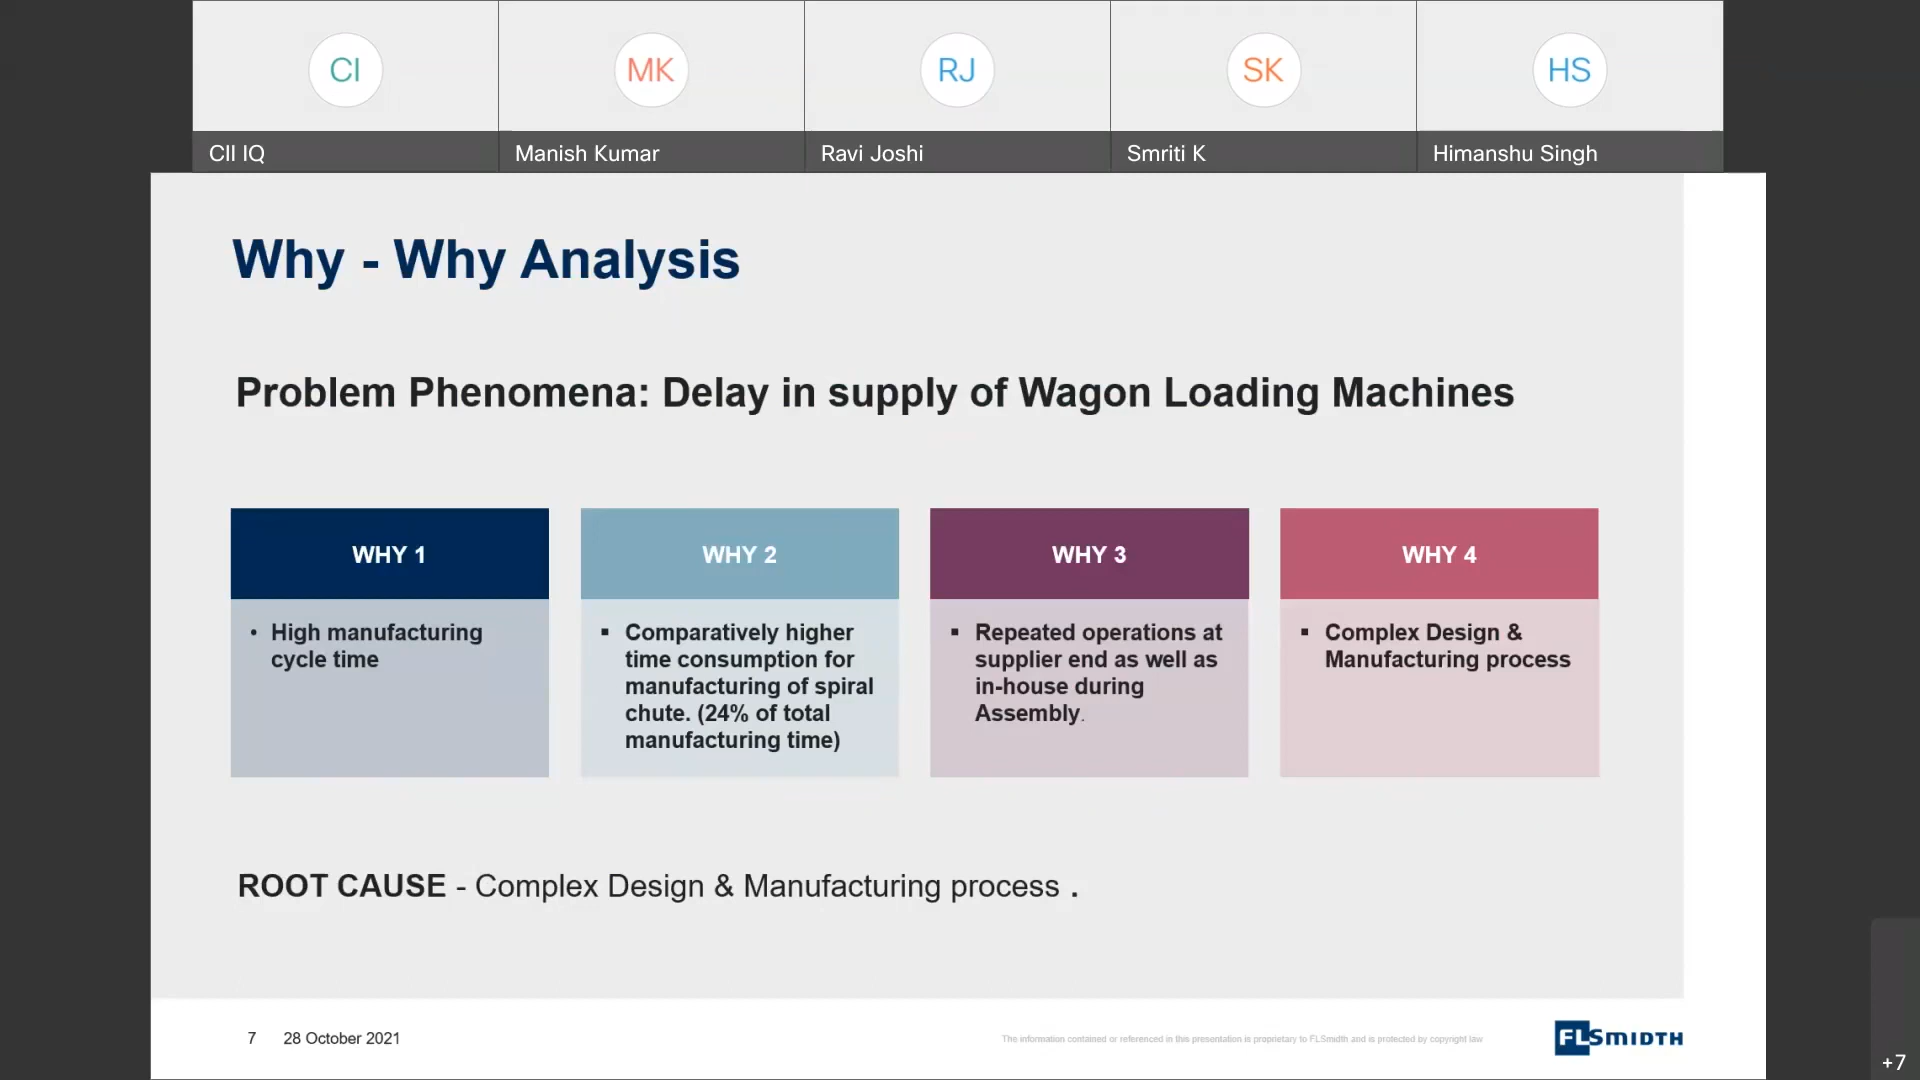 CI
MK
RJ
SK
HS
CII IQ
Manish Kumar
Ravi Joshi
Smriti K
Himanshu Singh
Why - Why Analysis
Problem Phenomena: Delay in supply of Wagon Loading Machines
WHY 1
• High manufacturing
cycle time
WHY 2
▪ Comparatively higher
time consumption for
manufacturing of spiral
chute. (24% of total
manufacturing time)
WHY 3
▪ Repeated operations at
supplier end as well as
in-house during
Assembly.
WHY 4
▪ Complex Design &
Manufacturing process
ROOT CAUSE - Complex Design & Manufacturing process .
7 28 October 2021
The information contained or referenced in this presentation is proprietary to FLSmidth and is protected by copyright law
FLSMIDTH
+7